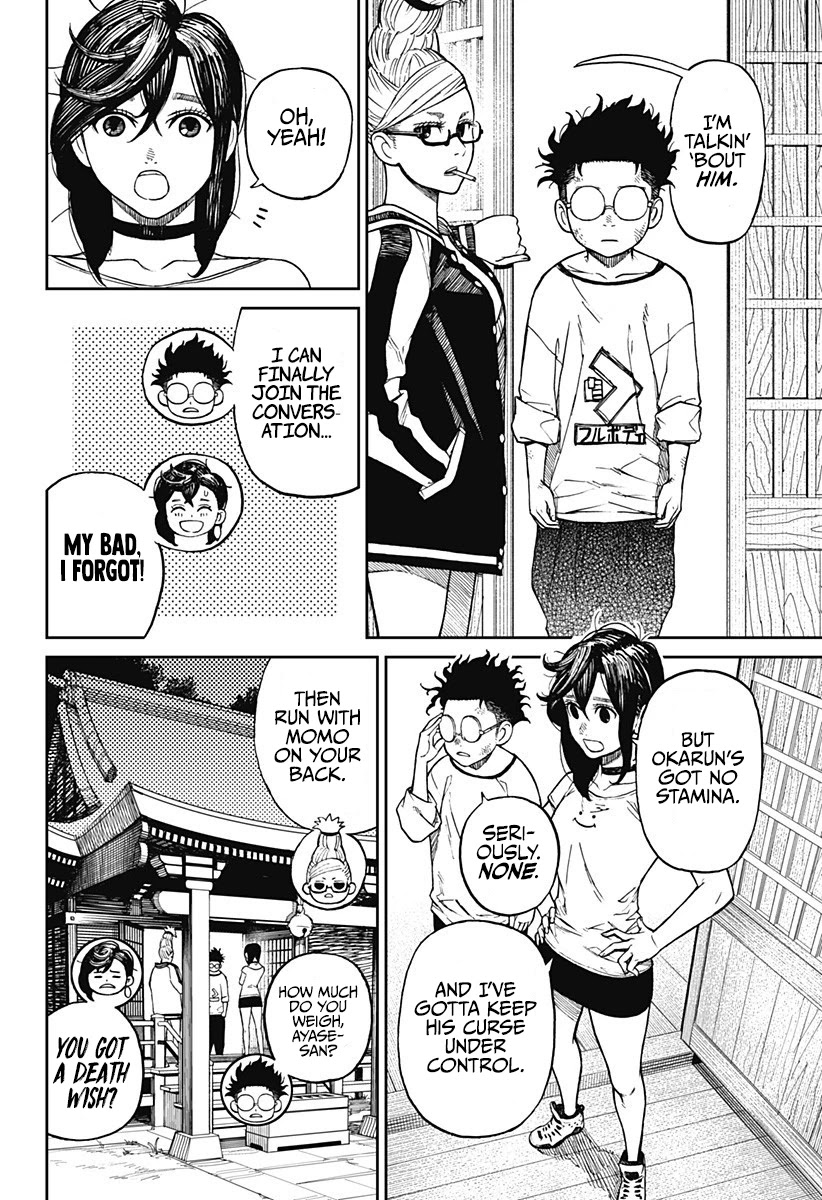 I'M
TALKIN'
'BOUT
HIM.
OH,
YEAH!
I CAN
FINALLY
JOIN THE
CONVERS-
ATION...
MY BAD,
I FORGOT!
BUT
OKARUN'S
GOT NO
STAMINA.
SERI-
OUSLY.
NONE.
AND I'VE
GOTTA KEEP
HIS CURSE
UNDER
CONTROL.
THEN
RUN WITH
MOMO
ON YOUR
BACK.
HOW MUCH
DO YOU
WEIGH,
AYASE-
SAN?
YOU GOT
A DEATH
WISH?
フルボディ